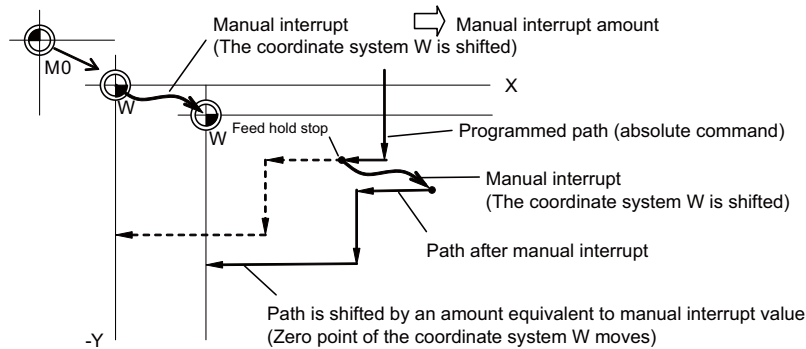 Manual interrupt
(The coordinate system W is shifted)
Manual interrupt amount
M0
X
W
W
Feed hold stop
Programmed path (absolute command)
Manual interrupt
(The coordinate system W is shifted)
Path after manual interrupt
Path is shifted by an amount equivalent to manual interrupt value
(Zero point of the coordinate system W moves)
-Y